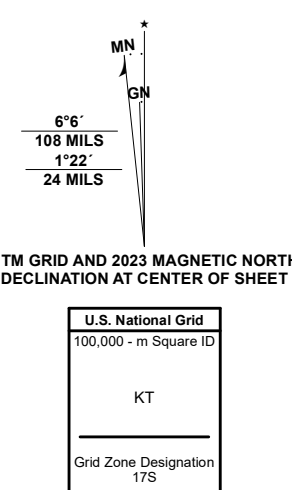 ★
MN
GN
6°6´
108 MILS
1°22´
24 MILS
TM GRID AND 2023 MAGNETIC NORTH
DECLINATION AT CENTER OF SHEET
U.S. National Grid
100,000 - m Square ID
KT
Grid Zone Designation
17S